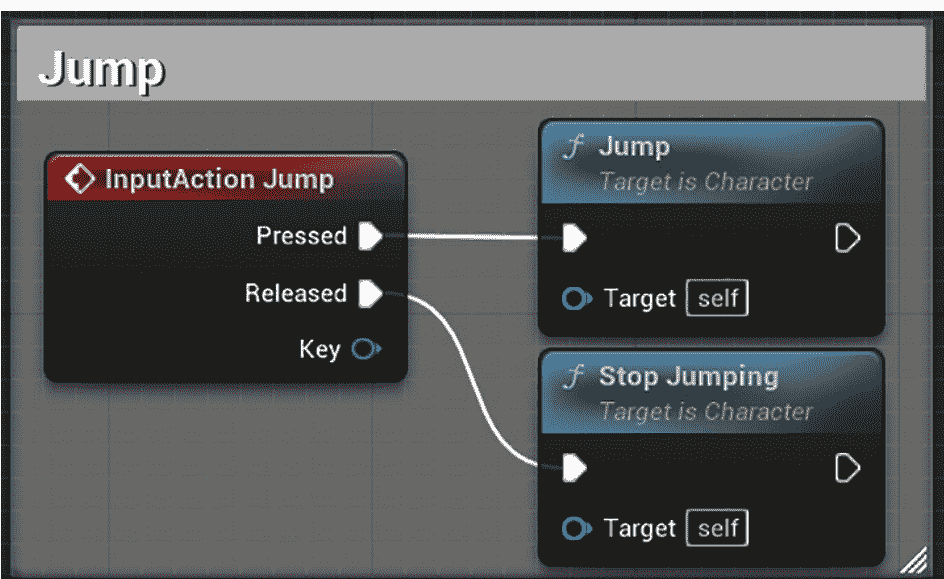 Jump
InputAction Jump
Pressed
Released
Key
f Jump
Target is Character
Target self
f Stop Jumping
Target is Character
Target self